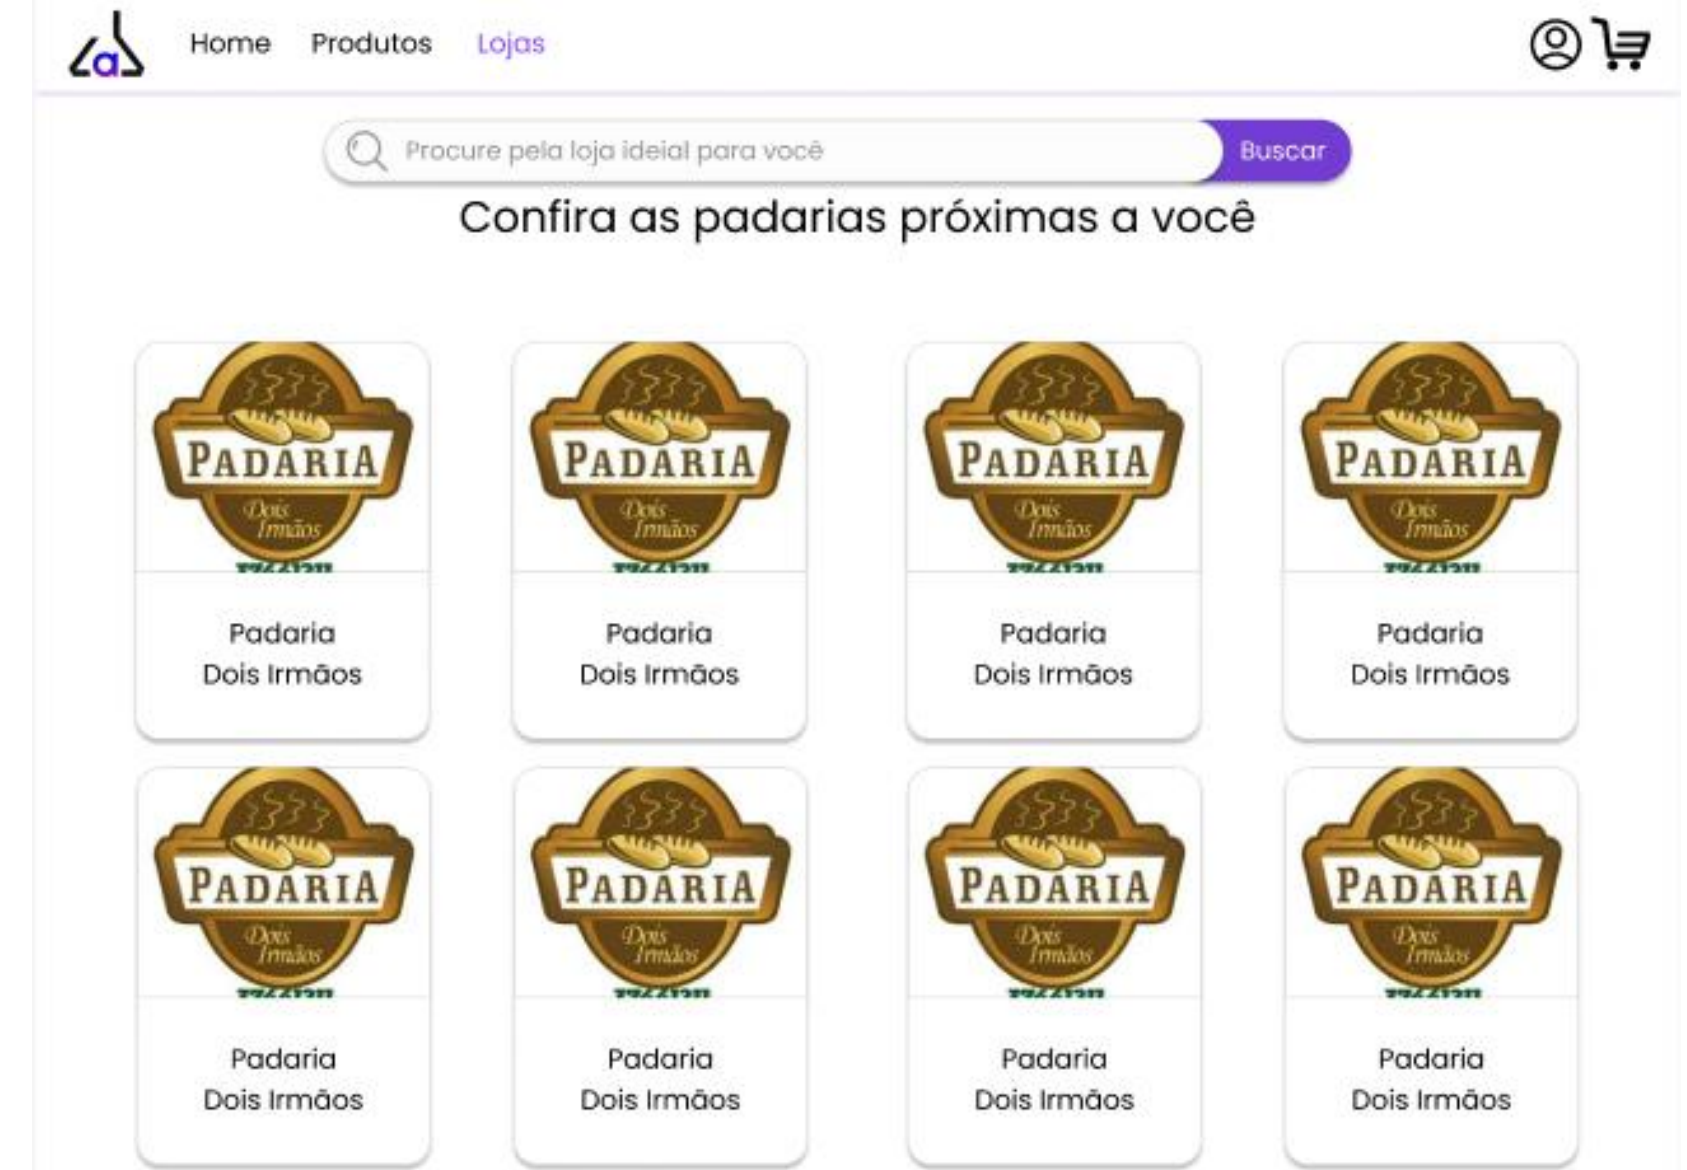 a
Home Produtos Lojas
Procure pela loja ideial para você Buscar
Confira as padarias próximas a você
PADARIA PADARIA PADARIA PADARIA
Dois Dois Dois Dois
Irmãos Irmãos Irmãos Irmãos
Padaria Padaria Padaria Padaria
Dois Irmãos Dois Irmãos Dois Irmãos Dois Irmãos
PADARIA PADARIA PADARIA PADARIA
Dois Dois Dois Dois
Irmãos Irmãos Irmãos Irmãos
Padaria Padaria Padaria Padaria
Dois Irmãos Dois Irmãos Dois Irmãos Dois Irmãos